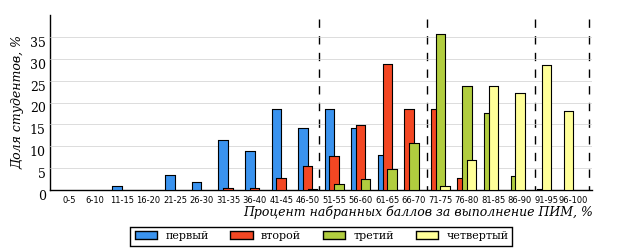 Доля студентов, %
35
30
25
20
15
10
5
0
0-5 6-10 11-15 16-20 21-25 26-30 31-35 36-40 41-45 46-50 51-55 56-60 61-65 66-70 71-75 76-80 81-85 86-90 91-95 96-100
Процент набранных баллов за выполнение ПИМ, %
первый второй третий четвертый